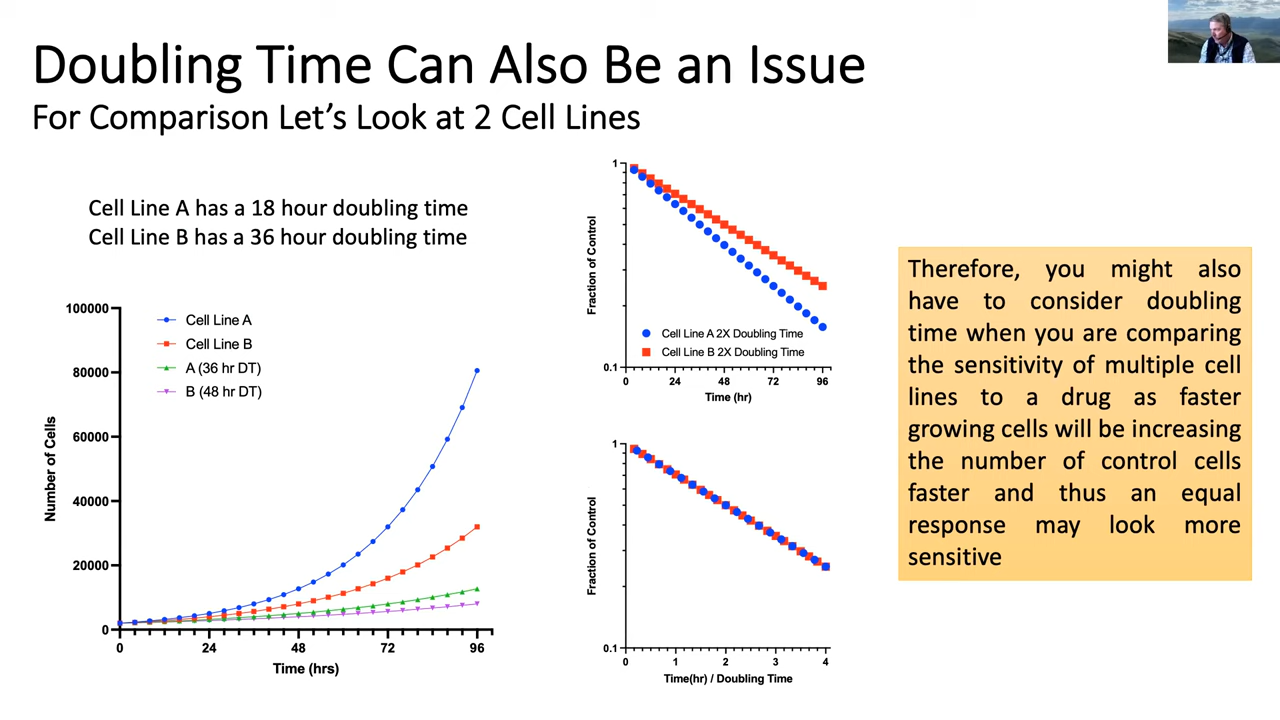 Doubling Time Can Also Be an Issue
For Comparison Let's Look at 2 Cell Lines
Cell Line A has a 18 hour doubling time
Cell Line B has a 36 hour doubling time
Number of Cells
100000
80000
60000
40000
20000
0
Cell Line A
Cell Line B
A (36 hr DT)
B (48 hr DT)
0 24 48 72 96
Time (hrs)
Fraction of Control
1
0.1
Cell Line A 2X Doubling Time
Cell Line B 2X Doubling Time
0 24 48 72 96
Time (hr)
Fraction of Control
1
0.1
0 1 2 3 4
Time(hr) / Doubling Time
Therefore, you might also
have to consider doubling
time when you are comparing
the sensitivity of multiple cell
lines to a drug as faster
growing cells will be increasing
the number of control cells
faster and thus an equal
response may look more
sensitive